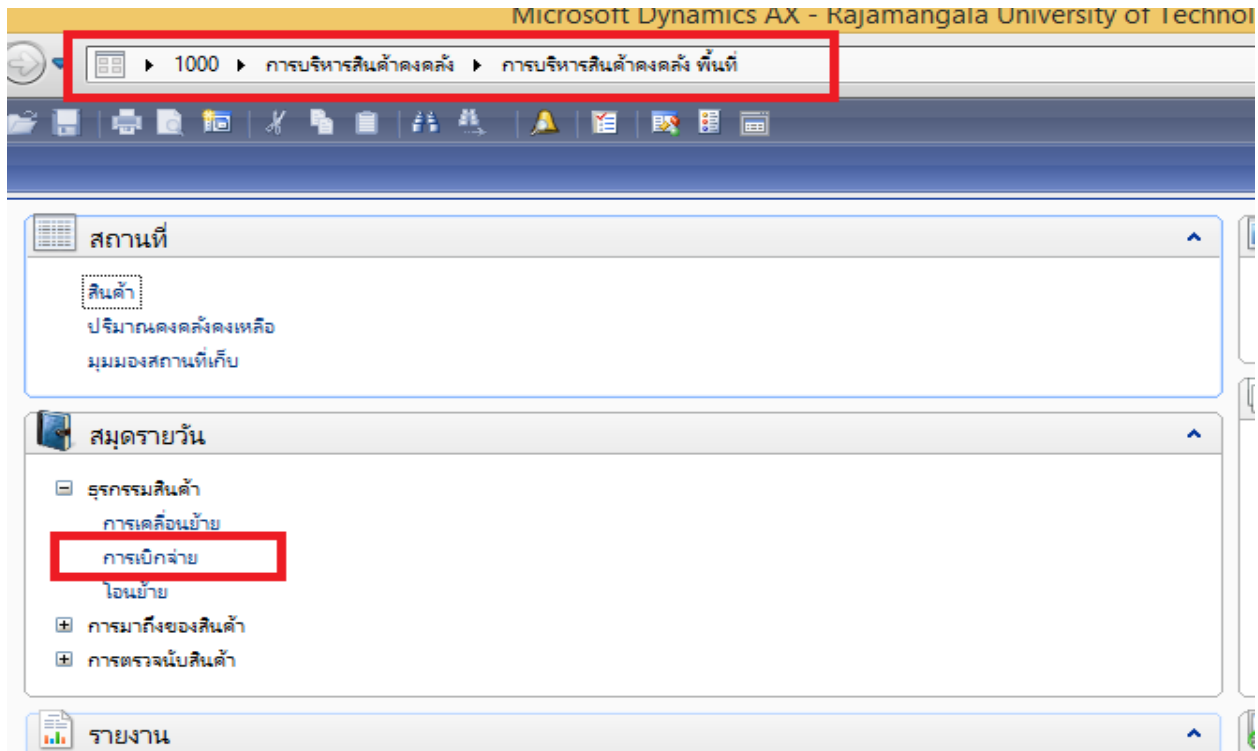 Microsoft Dynamics AX - Rajamangala University of Technol
1000 การบริหารสินค้าคงคลัง การบริหารสินค้าคงคลัง พื้นที่
สถานที่
สินค้า
ปริมาณคงคลังคงเหลือ
มุมมองสถานที่เก็บ
สมุดรายวัน
ธุรกรรมสินค้า
การเคลื่อนย้าย
การเบิกจ่าย
โอนย้าย
การมาถึงของสินค้า
การตรวจนับสินค้า
รายงาน